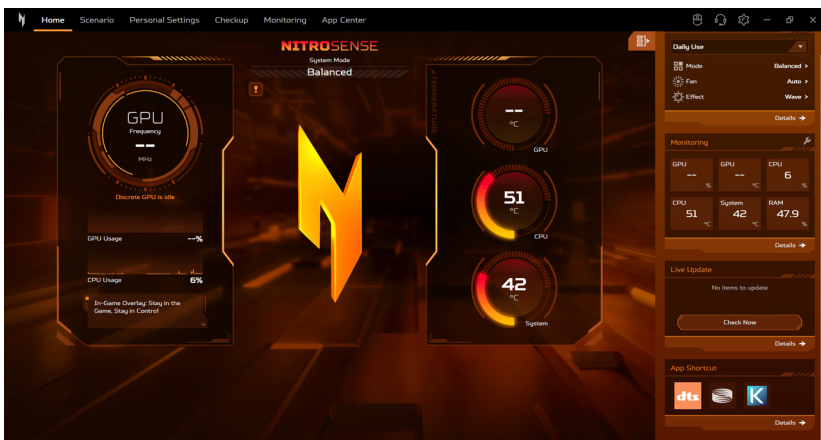 Home Scenario Personal Settings Checkup Monitoring App Center
NITROSENSE
System Mode
Balanced
GPU
Frequency
--
MHz
Discrete GPU is idle
GPU Usage --%
CPU Usage 6%
In-Game Overlay: Stay in the
Game, Stay in Control
TEMPERATURE
--
°C
GPU
51
°C
CPU
42
°C
System
Daily Use
Mode Balanced >
Fan Auto >
Effect Wave >
Details →
Monitoring
GPU GPU CPU
-- -- 6
% °C %
CPU System RAM
51 42 47.9
°C °C %
Details →
Live Update
No items to update
Check Now
Details →
App Shortcut
dts K
Details →